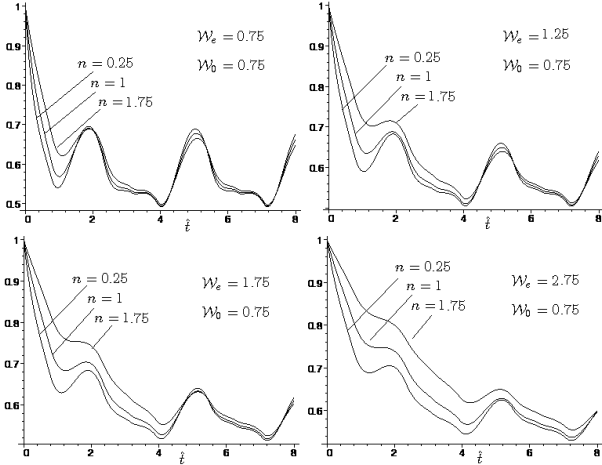 1
0.9
0.8
0.7
0.6
0.5
0
2
4
6
8
t̂
n = 0.25
n = 1
n = 1.75
𝒲e = 0.75
𝒲0 = 0.75
1
0.9
0.8
0.7
0.6
0
2
4
6
8
t̂
n = 0.25
n = 1
n = 1.75
𝒲e = 1.25
𝒲0 = 0.75
1
0.9
0.8
0.7
0.6
0
2
4
6
8
t̂
n = 0.25
n = 1
n = 1.75
𝒲e = 1.75
𝒲0 = 0.75
1
0.9
0.8
0.7
0.6
0
2
4
6
8
t̂
n = 0.25
n = 1
n = 1.75
𝒲e = 2.75
𝒲0 = 0.75